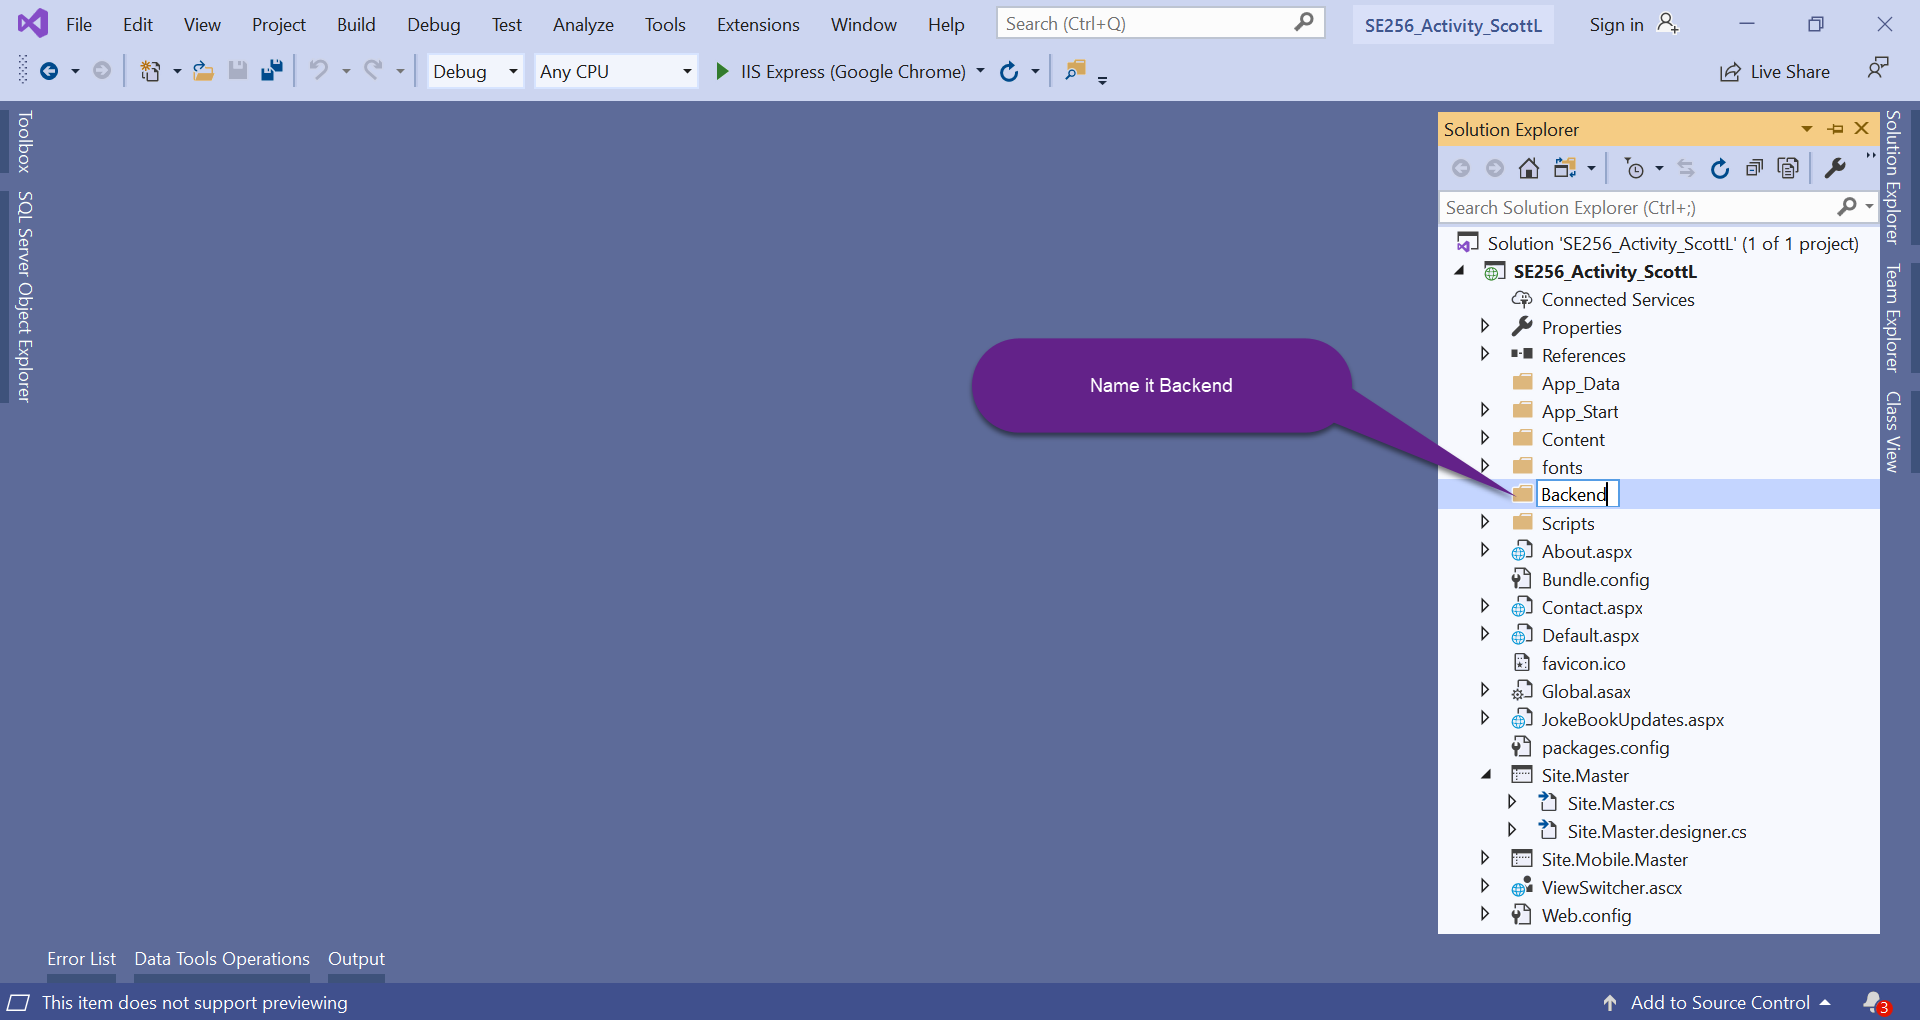 File Edit View Project Build Debug Test Analyze Tools Extensions Window Help Search (Ctrl+Q) SE256_Activity_ScottL Sign in
Debug Any CPU IIS Express (Google Chrome) Live Share
Toolbox
SQL Server Object Explorer
Name it Backend
Solution Explorer
Search Solution Explorer (Ctrl+;)
Solution 'SE256_Activity_ScottL' (1 of 1 project)
SE256_Activity_ScottL
Connected Services
Properties
References
App_Data
App_Start
Content
fonts
Backend
Scripts
About.aspx
Bundle.config
Contact.aspx
Default.aspx
favicon.ico
Global.asax
JokeBookUpdates.aspx
packages.config
Site.Master
Site.Master.cs
Site.Master.designer.cs
Site.Mobile.Master
ViewSwitcher.ascx
Web.config
Solution Explorer
Team Explorer
Class View
Error List Data Tools Operations Output
This item does not support previewing Add to Source Control 3